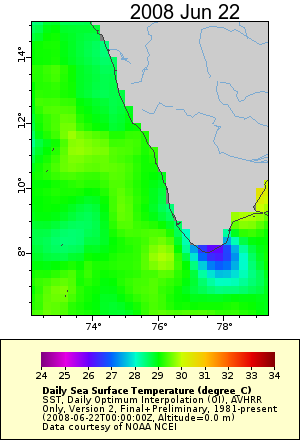 2008 Jun 22
14°
12°
10°
8°
74° 76° 78°
24 25 26 27 28 29 30 31 32 33 34
Daily Sea Surface Temperature (degree_C)
SST, Daily Optimum Interpolation (OI), AVHRR
Only, Version 2, Final+Preliminary, 1981-present
(2008-06-22T00:00:00Z, Altitude=0.0 m)
Data courtesy of NOAA NCEI